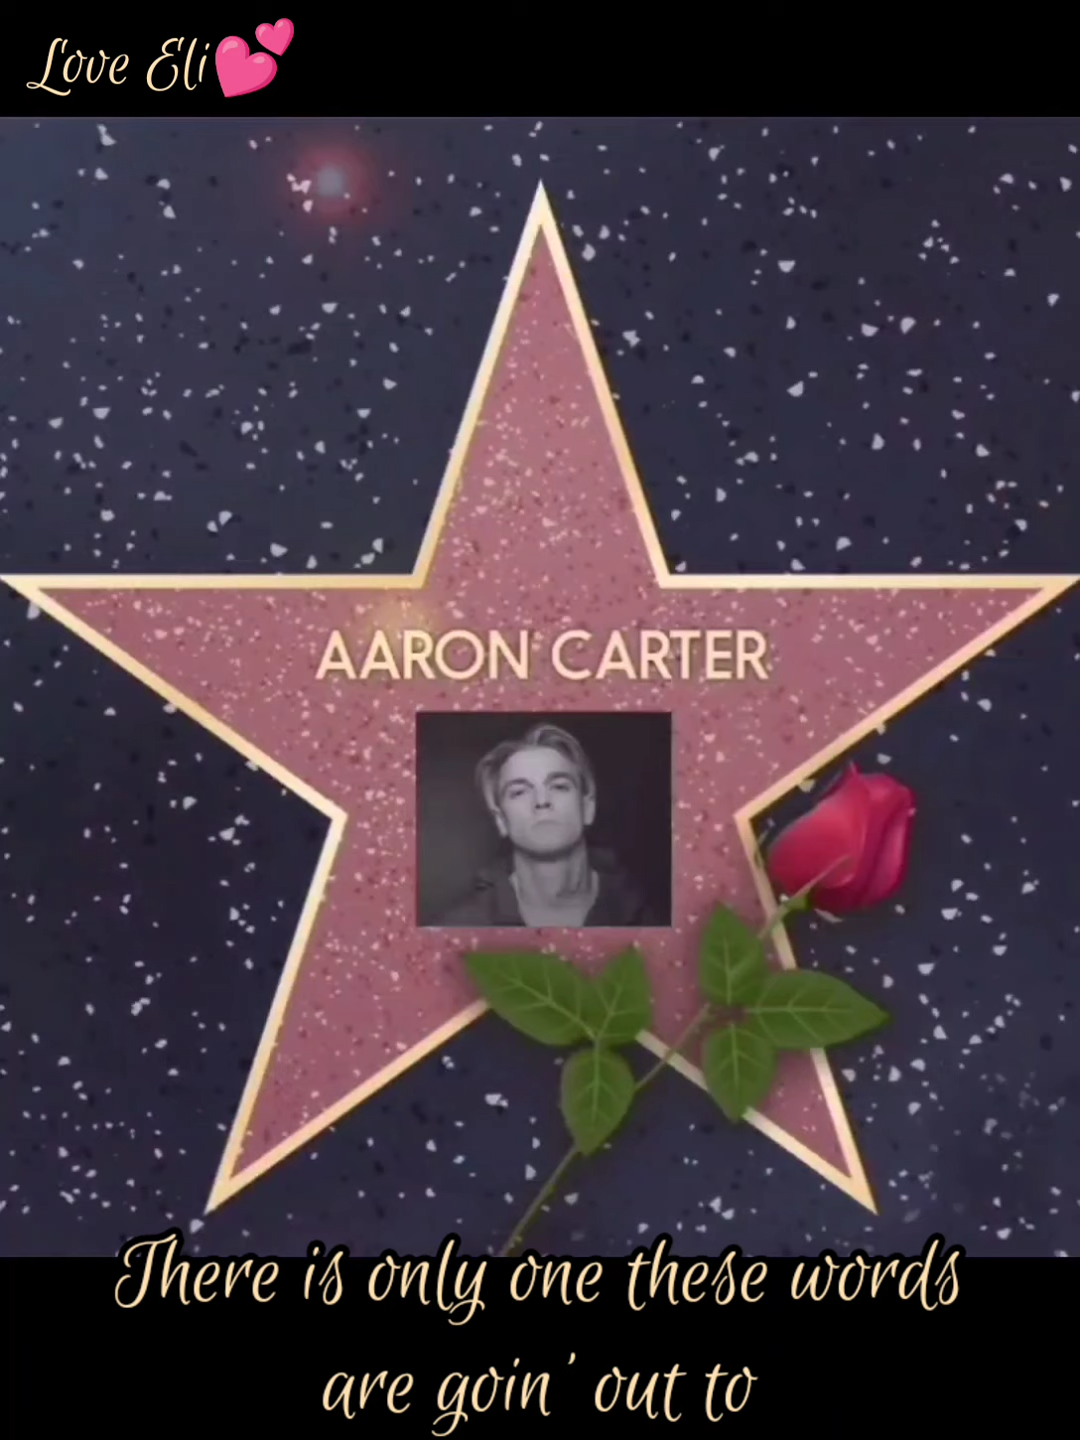 Love Eli💕
AARON CARTER
There is only one these words
are goin' out to